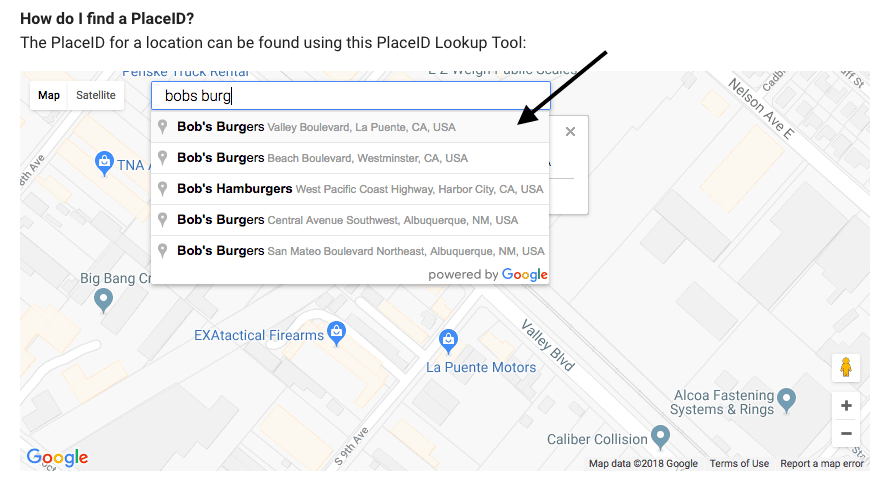 How do I find a PlaceID?
The PlaceID for a location can be found using this PlaceID Lookup Tool:
Penske Truck Rental
E-Z Weigh Public Scales
Map
Satellite
bobs burg
Nelson Ave E
Bob's Burgers Valley Boulevard, La Puente, CA, USA
8th Ave
TNA
Bob's Burgers Beach Boulevard, Westminster, CA, USA
Bob's Hamburgers West Pacific Coast Highway, Harbor City, CA, USA
Bob's Burgers Central Avenue Southwest, Albuquerque, NM, USA
Bob's Burgers San Mateo Boulevard Northeast, Albuquerque, NM, USA
powered by Google
Big Bang Cr
EXAtactical Firearms
La Puente Motors
Valley Blvd
Alcoa Fastening
Systems & Rings
Caliber Collision
S 9th Ave
Google
Map data ©2018 Google
Terms of Use
Report a map error